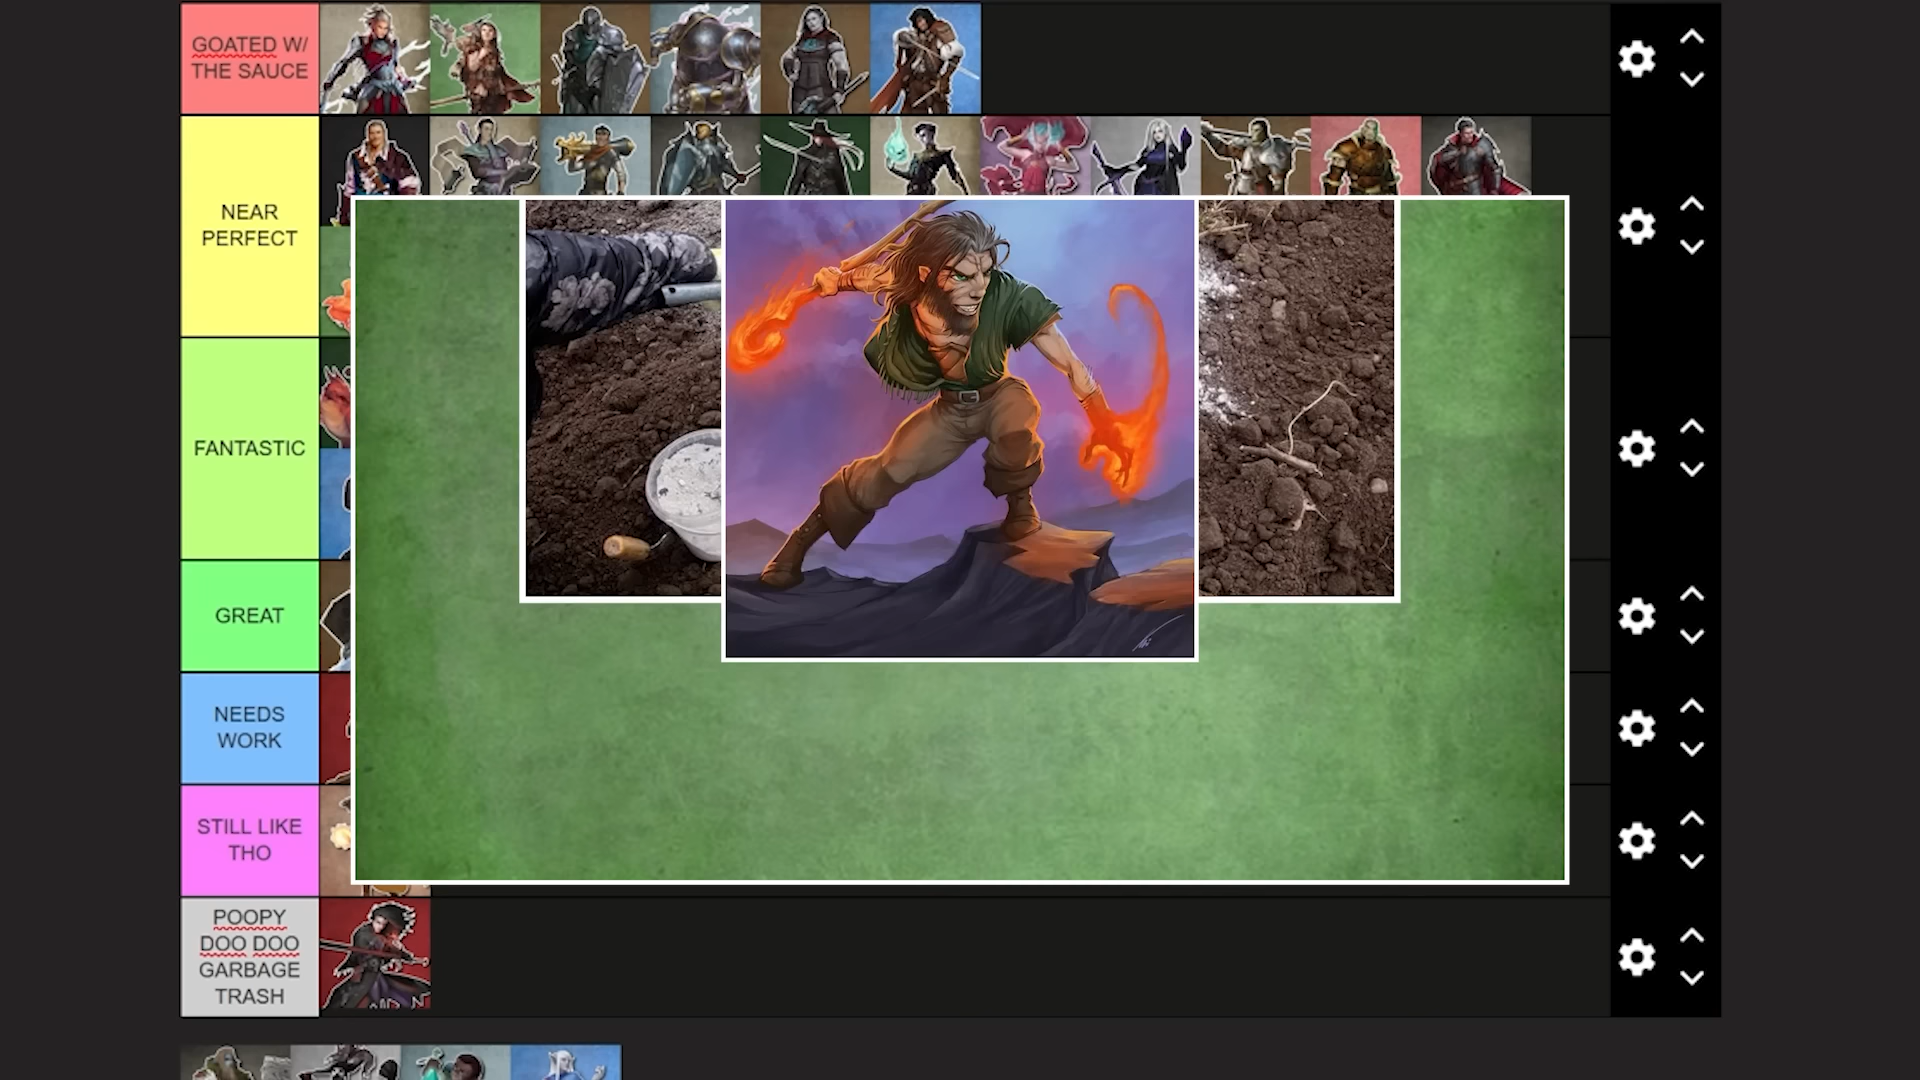 GOATED W/
THE SAUCE
NEAR
PERFECT
FANTASTIC
GREAT
NEEDS
WORK
STILL LIKE
THO
POOPY
DOO DOO
GARBAGE
TRASH